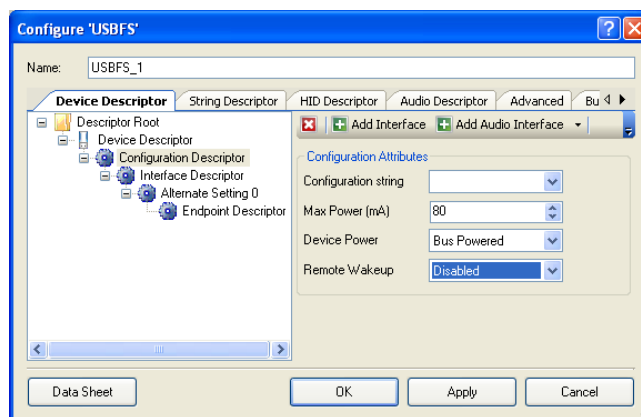 Configure 'USBFS'
Name: USBFS_1
Device Descriptor String Descriptor HID Descriptor Audio Descriptor Advanced Bu
Descriptor Root
Device Descriptor
Configuration Descriptor
Interface Descriptor
Alternate Setting 0
Endpoint Descriptor
Add Interface Add Audio Interface
Configuration Attributes
Configuration string
Max Power (mA) 80
Device Power Bus Powered
Remote Wakeup Disabled
Data Sheet OK Apply Cancel